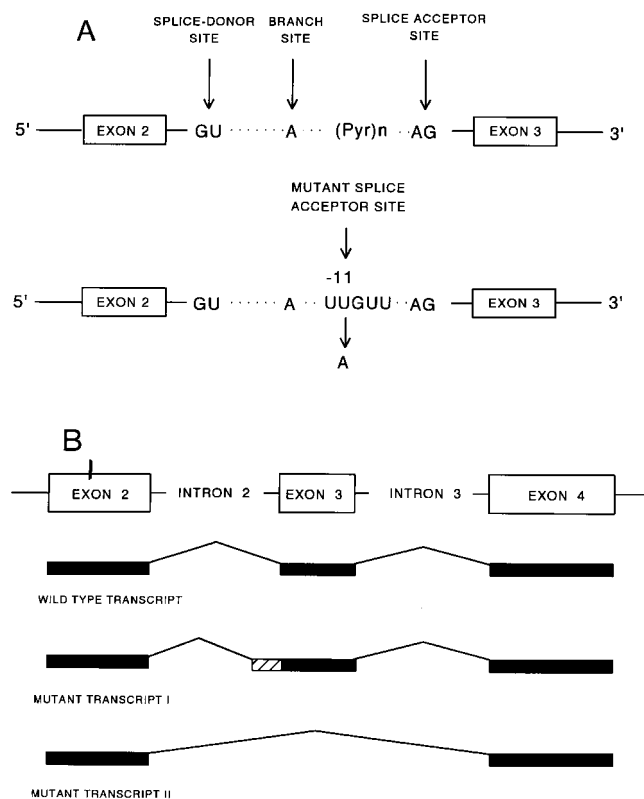 A
SPLICE-DONOR SITE
BRANCH SITE
SPLICE ACCEPTOR SITE
5' EXON 2 GU ...... A ... (Pyr)n .. AG EXON 3 3'
MUTANT SPLICE ACCEPTOR SITE
-11
5' EXON 2 GU ...... A .. UUGUU .. AG EXON 3 3'
A
B
EXON 2 INTRON 2 EXON 3 INTRON 3 EXON 4
WILD TYPE TRANSCRIPT
MUTANT TRANSCRIPT I
MUTANT TRANSCRIPT II